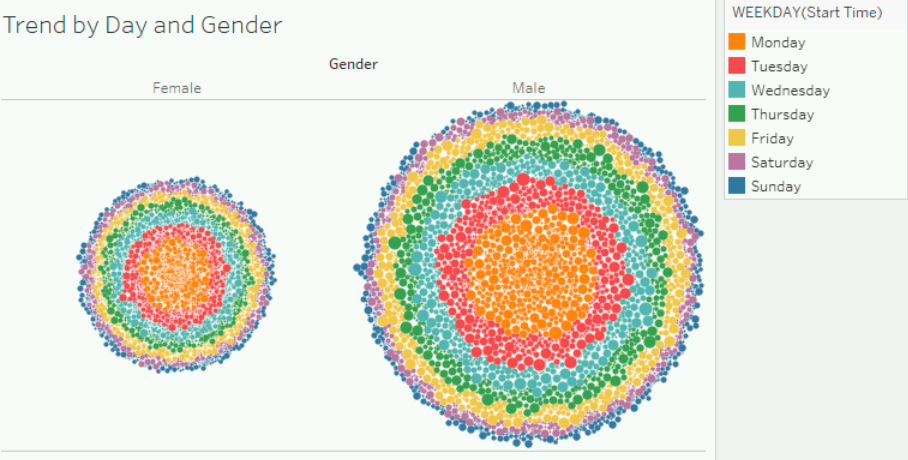 Trend by Day and Gender
Gender
Female
Male
WEEKDAY(Start Time)
Monday
Tuesday
Wednesday
Thursday
Friday
Saturday
Sunday